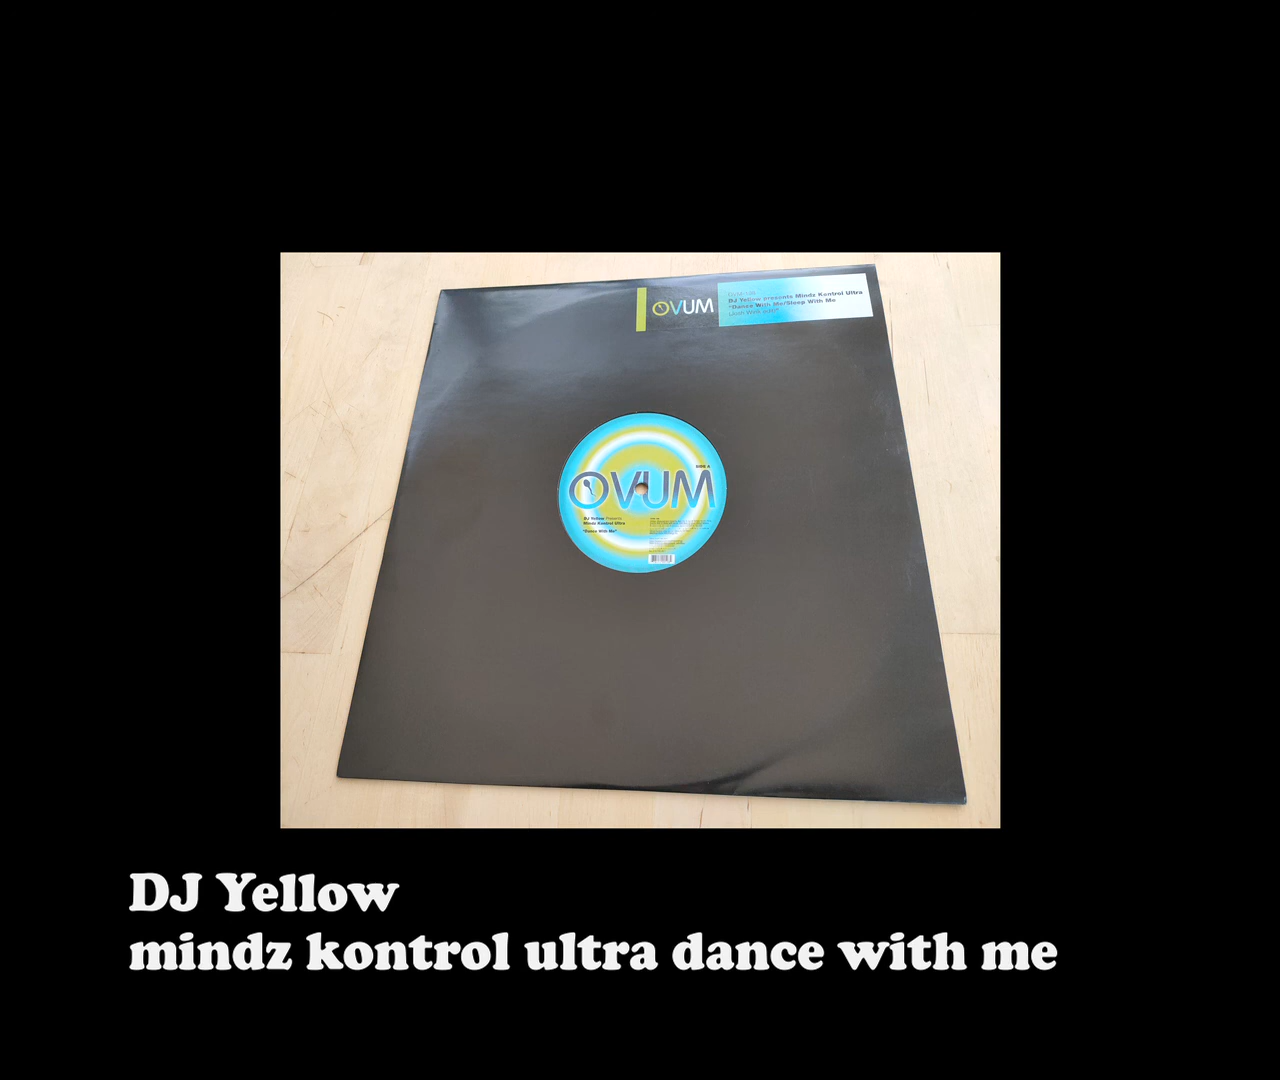 OVUM
DJ Yellow presents Mindz Kontrol Ultra
"Dance With Me/Sleep With Me
SIDE A
OVUM
DJ Yellow Presents
Mindz Kontrol Ultra
"Dance With Me"
DJ Yellow
mindz kontrol ultra dance with me